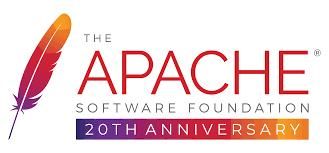 THE
APACHE®
SOFTWARE FOUNDATION
20TH ANNIVERSARY